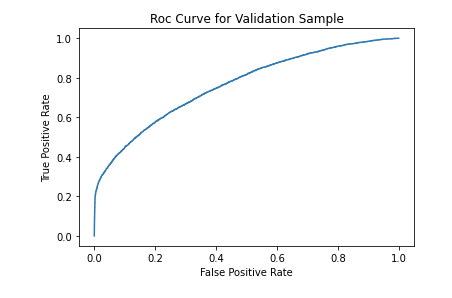 Roc Curve for Validation Sample
1.0
0.8
0.6
0.4
0.2
0.0
True Positive Rate
0.0 0.2 0.4 0.6 0.8 1.0
False Positive Rate